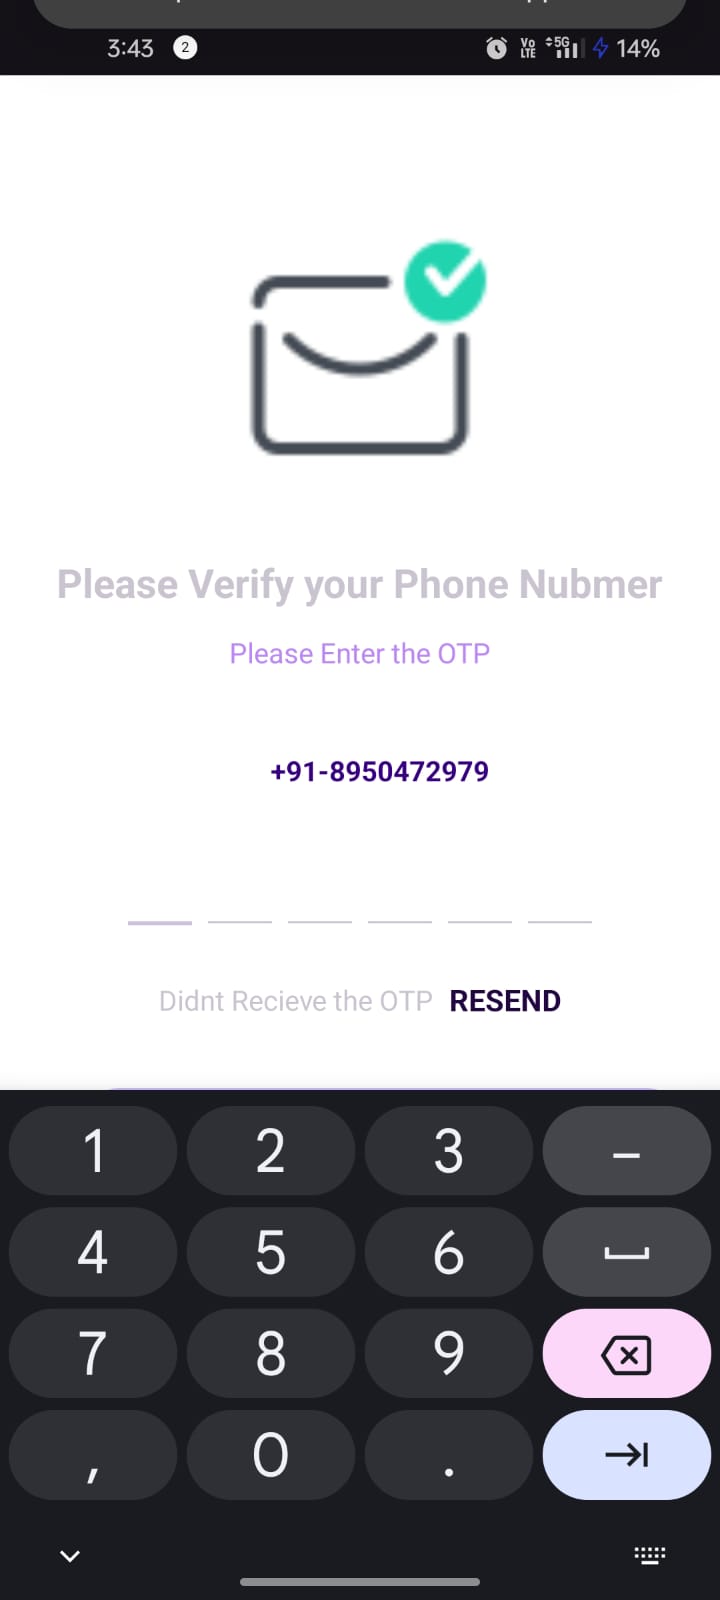 3:43 2 Vo LTE 5G 14%
Please Verify your Phone Nubmer
Please Enter the OTP
+91-8950472979
Didnt Recieve the OTP RESEND
1 2 3 –
4 5 6
7 8 9
, 0 .